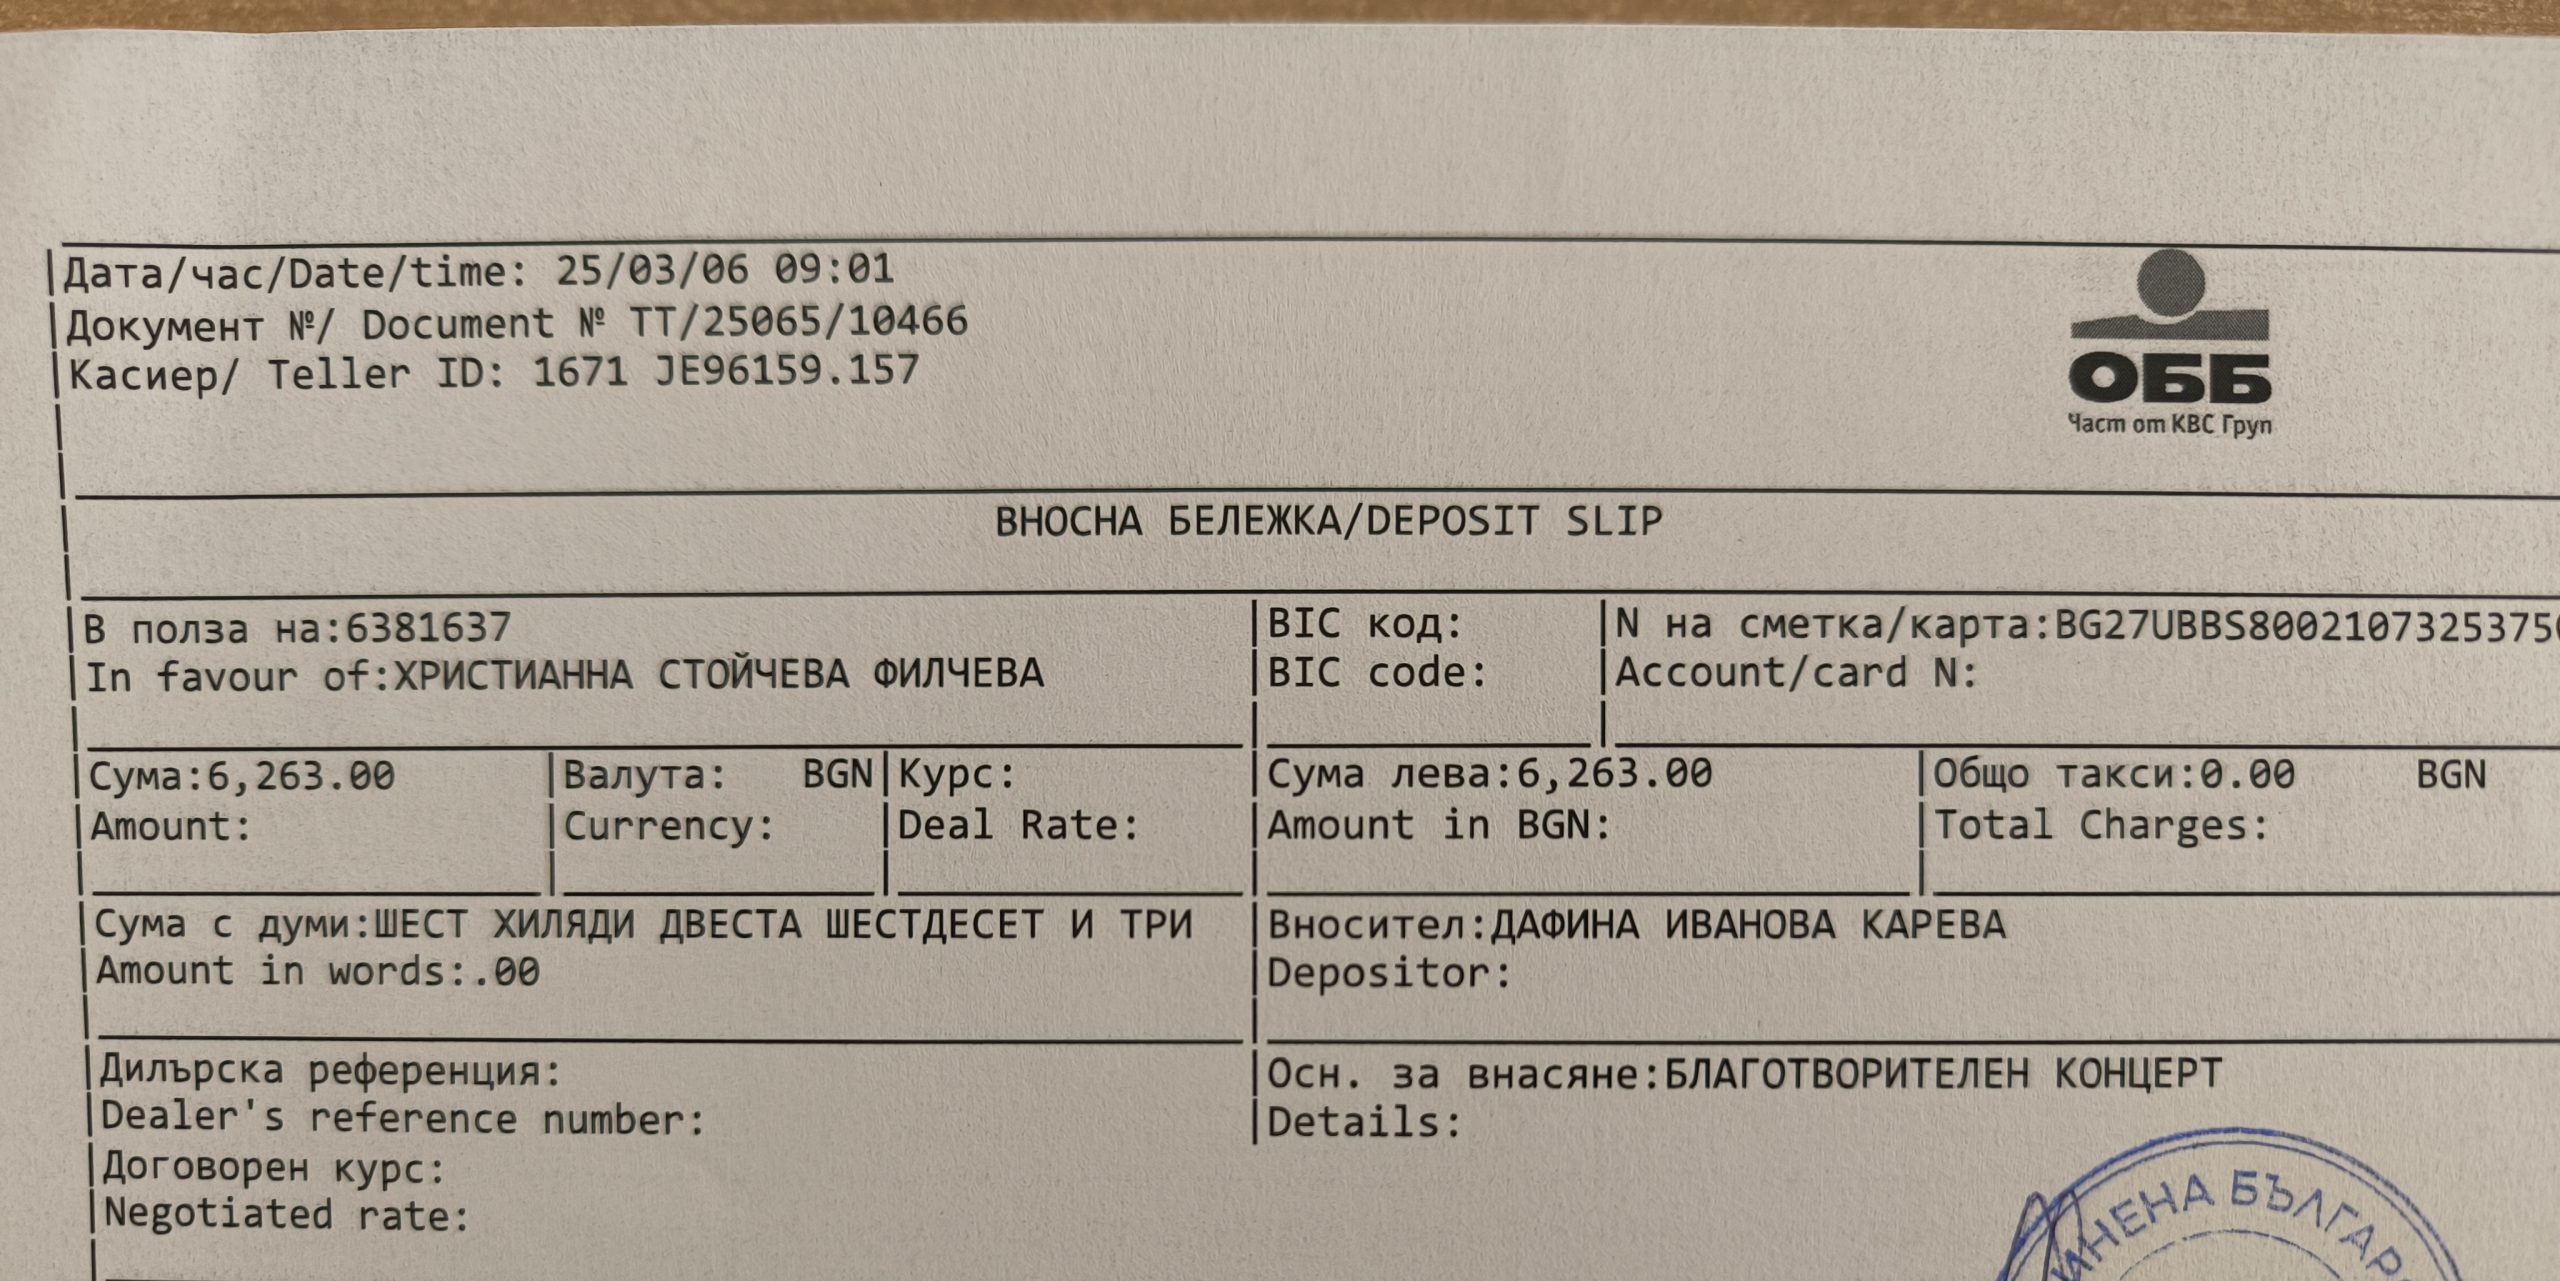 Дата/час/Date/time: 25/03/06 09:01
Документ №/ Document № TT/25065/10466
Касиер/ Teller ID: 1671 JE96159.157
ОББ
Част от КВС Груп
ВНОСНА БЕЛЕЖКА/DEPOSIT SLIP
В полза на:6381637
In favour of:ХРИСТИАННА СТОЙЧЕВА ФИЛЧЕВА
BIC код:
BIC code:
N на сметка/карта:BG27UBBS8002107325375
Account/card N:
Сума:6,263.00
Amount:
Валута: BGN
Currency:
Курс:
Deal Rate:
Сума лева:6,263.00
Amount in BGN:
Общо такси:0.00 BGN
Total Charges:
Сума с думи:ШЕСТ ХИЛЯДИ ДВЕСТА ШЕСТДЕСЕТ И ТРИ
Amount in words:.00
Вносител:ДАФИНА ИВАНОВА КАРЕВА
Depositor:
Дилърска референция:
Dealer's reference number:
Договорен курс:
Negotiated rate:
Осн. за внасяне:БЛАГОТВОРИТЕЛЕН КОНЦЕРТ
Details:
ИНЕНА БЪЛГАР